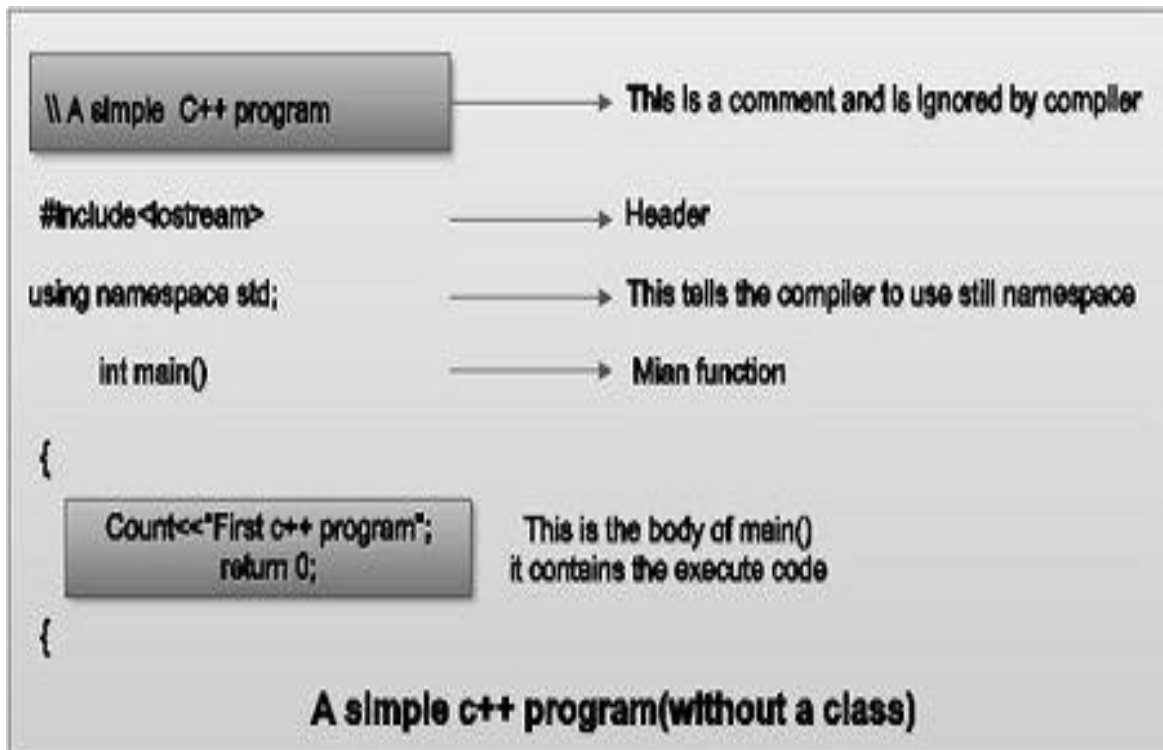 \\ A simple C++ program
This is a comment and is ignored by compiler
#include<iostream>
Header
using namespace std;
This tells the compiler to use still namespace
int main()
Mian function
{
Count<<"First c++ program";
return 0;
This is the body of main()
it contains the execute code
{
A simple c++ program(without a class)